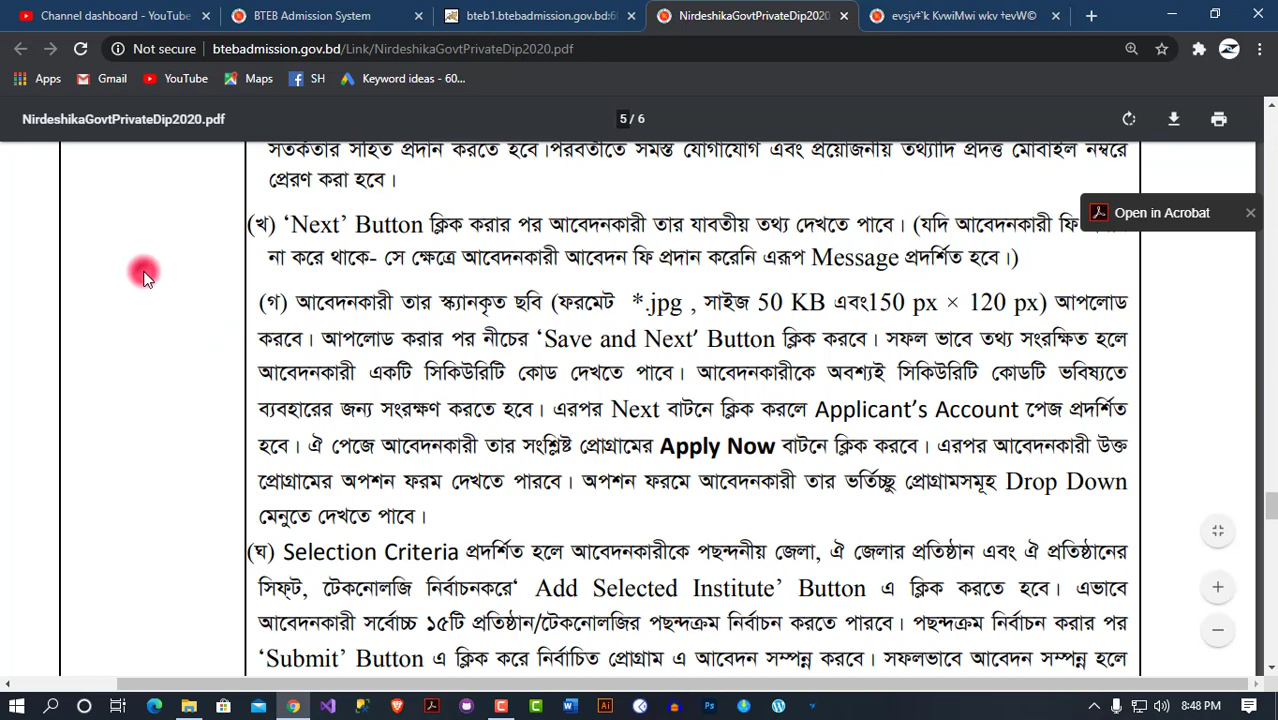 Channel dashboard - YouTube
BTEB Admission System
bteb1.btebadmission.gov.bd:6
NirdeshikaGovtPrivateDip2020.pdf
evsjv‡`k KvwiMwi wkv †evW©
Not secure
btebadmission.gov.bd/Link/NirdeshikaGovtPrivateDip2020.pdf
Apps
Gmail
YouTube
Maps
SH
Keyword ideas - 60...
NirdeshikaGovtPrivateDip2020.pdf
5 / 6
সতর্কতার সহিত প্রদান করতে হবে।পরবর্তীতে সমস্ত যোগাযোগ এবং প্রয়োজনীয় তথ্যাদি প্রদত্ত মোবাইল নম্বরে
প্রেরণ করা হবে।
Open in Acrobat
(খ) ‘Next’ Button ক্লিক করার পর আবেদনকারী তার যাবতীয় তথ্য দেখতে পাবে। (যদি আবেদনকারী ফি
না করে থাকে- সে ক্ষেত্রে আবেদনকারী আবেদন ফি প্রদান করেনি এরূপ Message প্রদর্শিত হবে।)
(গ) আবেদনকারী তার স্ক্যানকৃত ছবি (ফরমেট *.jpg , সাইজ 50 KB এবং150 px × 120 px) আপলোড
করবে। আপলোড করার পর নীচের ‘Save and Next’ Button ক্লিক করবে। সফল ভাবে তথ্য সংরক্ষিত হলে
আবেদনকারী একটি সিকিউরিটি কোড দেখতে পাবে। আবেদনকারীকে অবশ্যই সিকিউরিটি কোডটি ভবিষ্যতে
ব্যবহারের জন্য সংরক্ষণ করতে হবে। এরপর Next বাটনে ক্লিক করলে Applicant’s Account পেজ প্রদর্শিত
হবে। ঐ পেজে আবেদনকারী তার সংশ্লিষ্ট প্রোগ্রামের Apply Now বাটনে ক্লিক করবে। এরপর আবেদনকারী উক্ত
প্রোগ্রামের অপশন ফরম দেখতে পারবে। অপশন ফরমে আবেদনকারী তার ভর্তিচ্ছু প্রোগ্রামসমূহ Drop Down
মেনুতে দেখতে পাবে।
(ঘ) Selection Criteria প্রদর্শিত হলে আবেদনকারীকে পছন্দনীয় জেলা, ঐ জেলার প্রতিষ্ঠান এবং ঐ প্রতিষ্ঠানের
সিফ্‌ট, টেকনোলজি নির্বাচনকরে‘ Add Selected Institute’ Button এ ক্লিক করতে হবে। এভাবে
আবেদনকারী সর্বোচ্চ ১৫টি প্রতিষ্ঠান/টেকনোলজির পছন্দক্রম নির্বাচন করতে পারবে। পছন্দক্রম নির্বাচন করার পর
‘Submit’ Button এ ক্লিক করে নির্বাচিত প্রোগ্রাম এ আবেদন সম্পন্ন করবে। সফলভাবে আবেদন সম্পন্ন হলে
8:48 PM